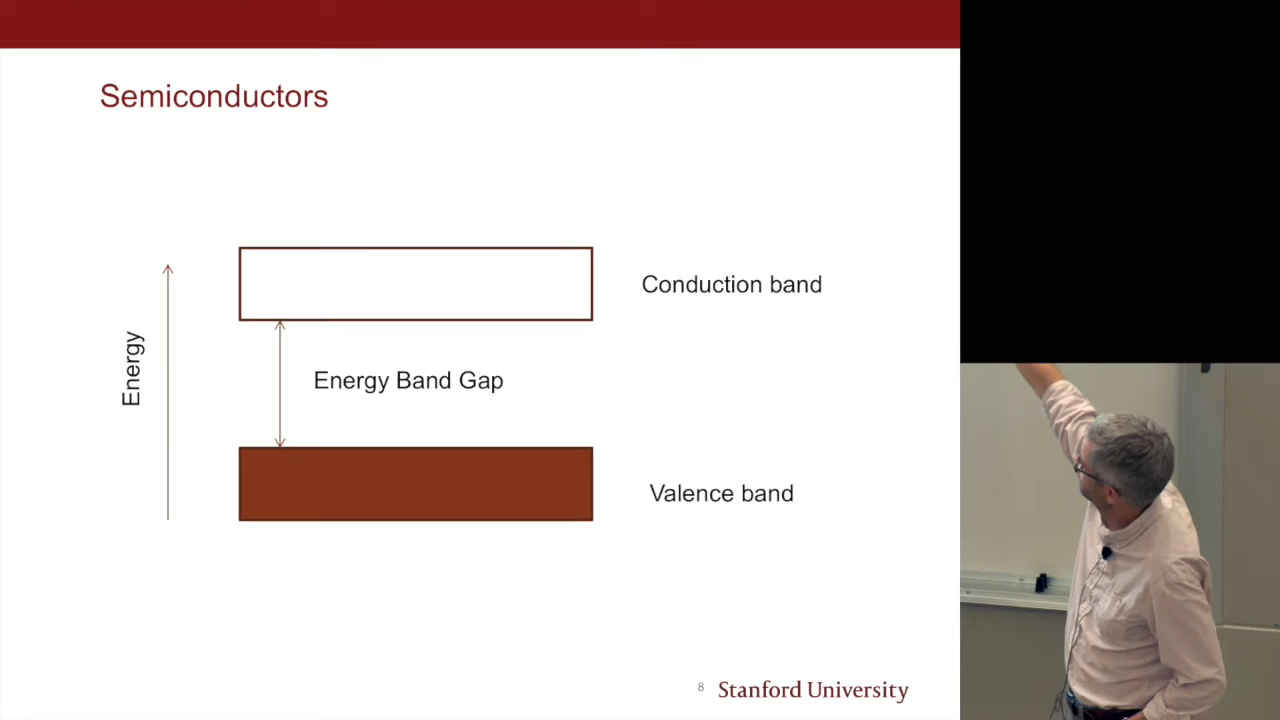 Semiconductors
Conduction band
Energy
Energy Band Gap
Valence band
8 Stanford University